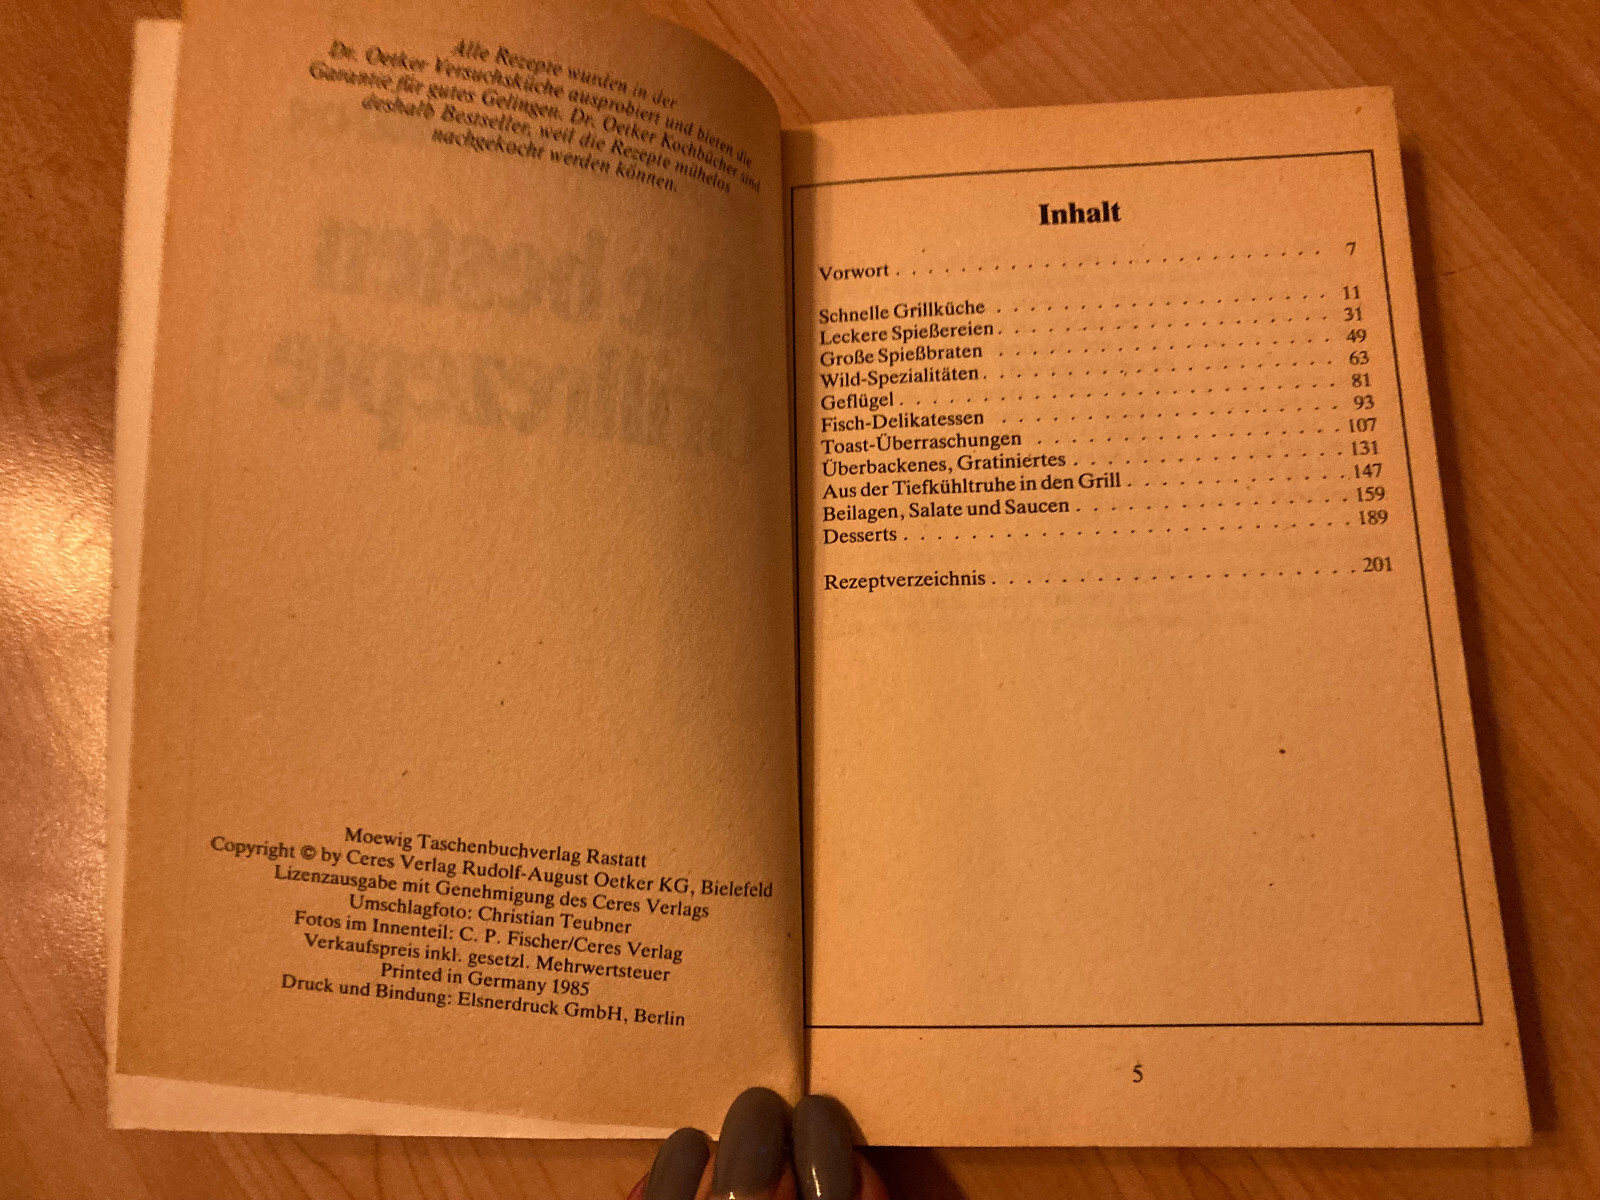 Alle Rezepte wurden in der
Dr. Oetker Versuchsküche ausprobiert und bieten die
Garantie für gutes Gelingen. Dr. Oetker Kochbücher sind
deshalb Bestseller, weil die Rezepte mühelos
nachgekocht werden können.
Moewig Taschenbuchverlag Rastatt
Copyright © by Ceres Verlag Rudolf-August Oetker KG, Bielefeld
Lizenzausgabe mit Genehmigung des Ceres Verlags
Umschlagfoto: Christian Teubner
Fotos im Innenteil: C. P. Fischer/Ceres Verlag
Verkaufspreis inkl. gesetzl. Mehrwertsteuer
Printed in Germany 1985
Druck und Bindung: Elsnerdruck GmbH, Berlin
Inhalt
Vorwort . . . . . . . . . . . . . . . . . . . . . . . . . . 7
Schnelle Grillküche . . . . . . . . . . . . . . . . . . . . 11
Leckere Spießereien . . . . . . . . . . . . . . . . . . . . 31
Große Spießbraten . . . . . . . . . . . . . . . . . . . . 49
Wild-Spezialitäten . . . . . . . . . . . . . . . . . . . . 63
Geflügel . . . . . . . . . . . . . . . . . . . . . . . . . 81
Fisch-Delikatessen . . . . . . . . . . . . . . . . . . . . 93
Toast-Überraschungen . . . . . . . . . . . . . . . . . . 107
Überbackenes, Gratiniertes . . . . . . . . . . . . . . . . 131
Aus der Tiefkühltruhe in den Grill . . . . . . . . . . . . . 147
Beilagen, Salate und Saucen . . . . . . . . . . . . . . . . 159
Desserts . . . . . . . . . . . . . . . . . . . . . . . . . 189
Rezeptverzeichnis . . . . . . . . . . . . . . . . . . . . . 201
5